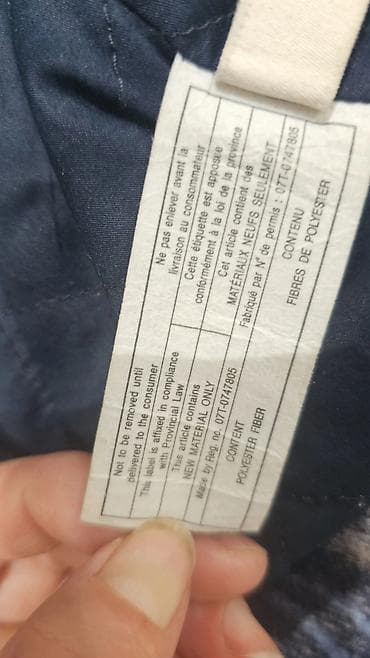 Not to be removed until
delivered to the consumer
This label is affixed in compliance
with Provincial Law
This article contains
NEW MATERIAL ONLY
Made by Reg. no. 07T-0747805
CONTENT
POLYESTER FIBER
Ne pas enlever avant la
livraison au consommateur
Cette étiquette est apposée
conformément à la loi de la province
Cet article contient des
MATÉRIAUX NEUFS SEULEMENT
Fabriqué par N° de permis : 07T-0747805
CONTENU
FIBRES DE POLYESTER